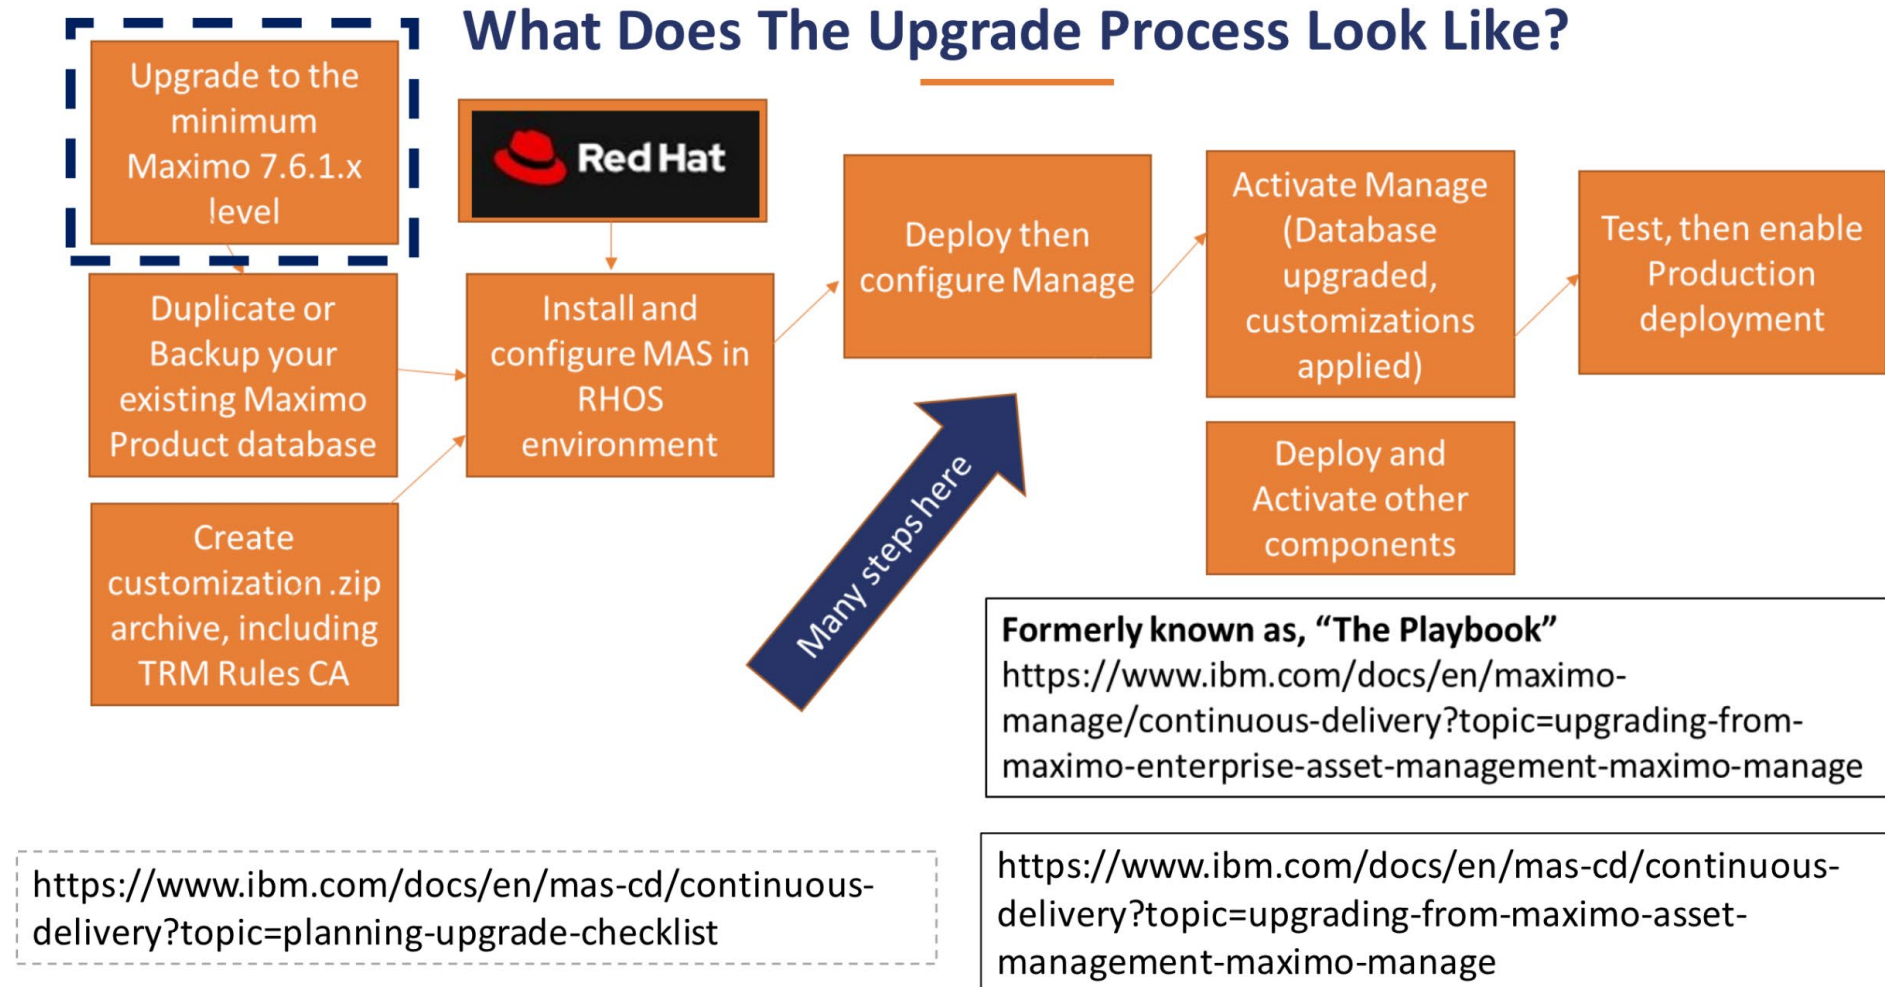 What Does The Upgrade Process Look Like?
Upgrade to the
minimum
Maximo 7.6.1.x
level
Duplicate or
Backup your
existing Maximo
Product database
Create
customization .zip
archive, including
TRM Rules CA
Red Hat
Install and
configure MAS in
RHOS
environment
Deploy then
configure Manage
Many steps here
Activate Manage
(Database
upgraded,
customizations
applied)
Deploy and
Activate other
components
Test, then enable
Production
deployment
Formerly known as, “The Playbook”
https://www.ibm.com/docs/en/maximo-
manage/continuous-delivery?topic=upgrading-from-
maximo-enterprise-asset-management-maximo-manage
https://www.ibm.com/docs/en/mas-cd/continuous-
delivery?topic=planning-upgrade-checklist
https://www.ibm.com/docs/en/mas-cd/continuous-
delivery?topic=upgrading-from-maximo-asset-
management-maximo-manage